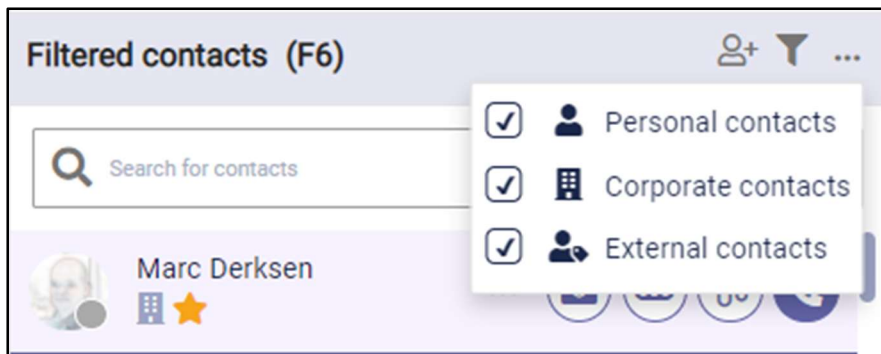 Filtered contacts (F6)
Personal contacts
Search for contacts
Corporate contacts
External contacts
Marc Derksen